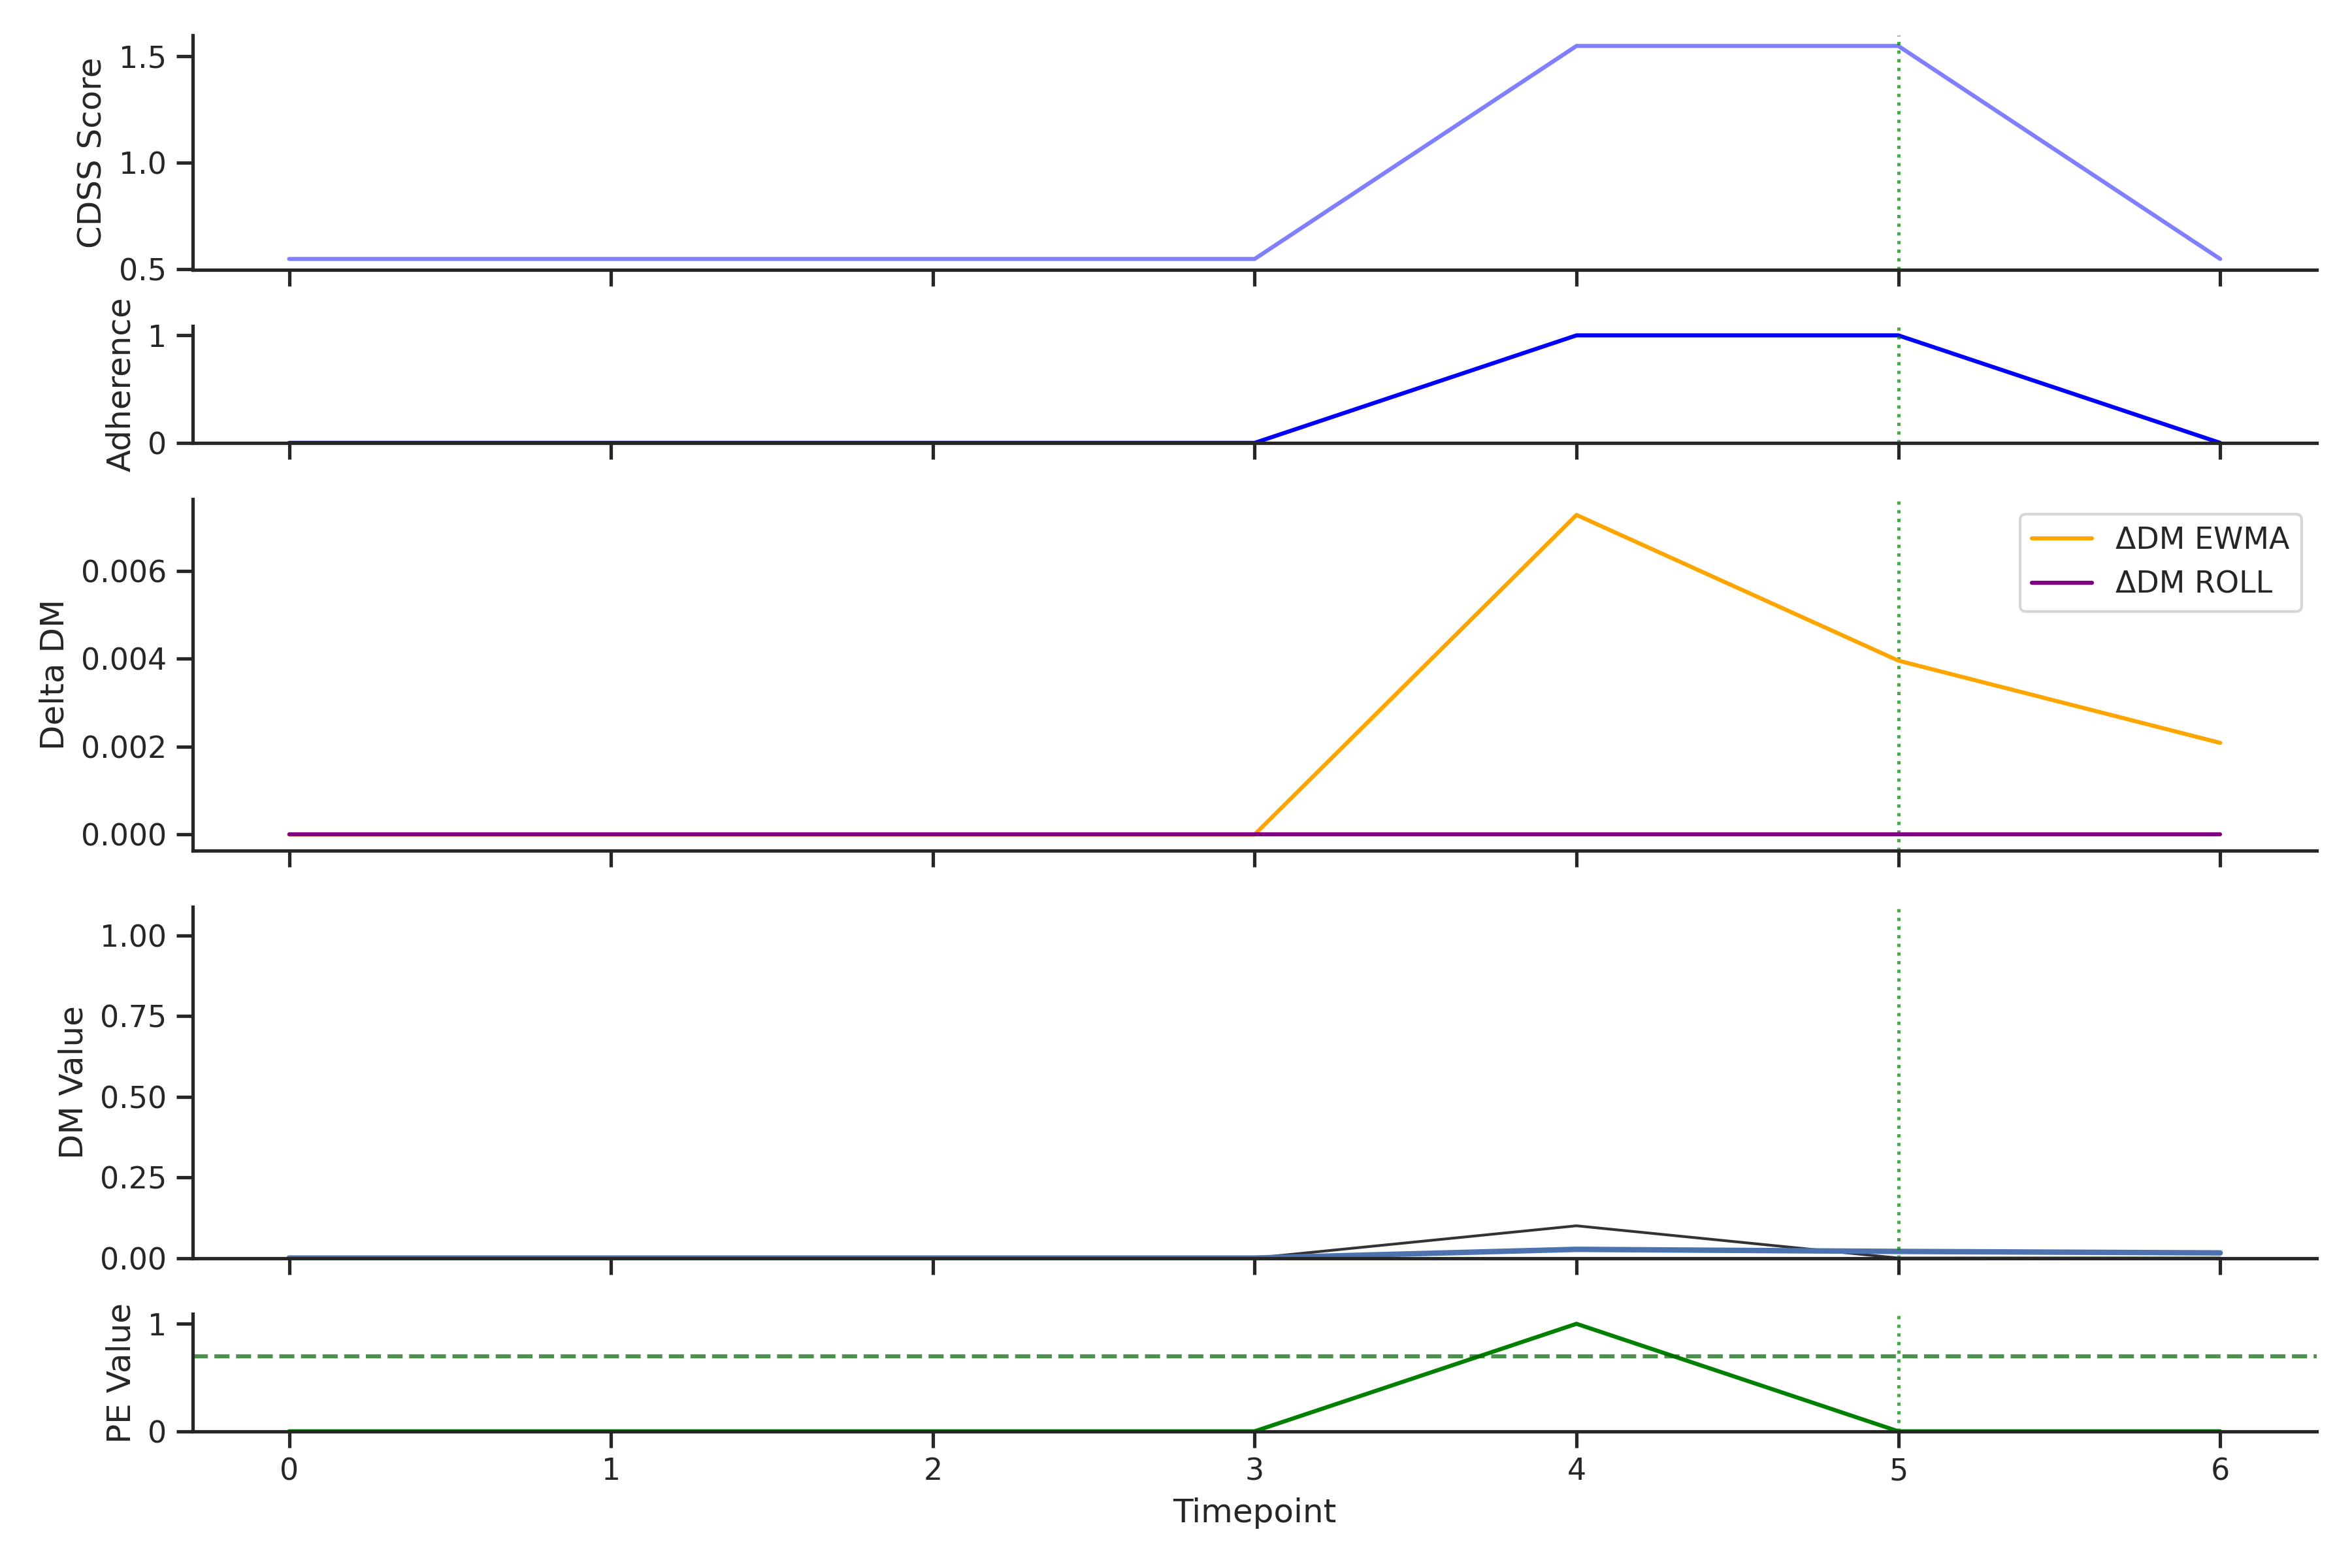 CDSS Score
1.5
1.0
0.5
Adherence
1
0
Delta DM
0.006
0.004
0.002
0.000
ΔDM EWMA
ΔDM ROLL
DM Value
1.00
0.75
0.50
0.25
0.00
PE Value
1
0
0 1 2 3 4 5 6
Timepoint